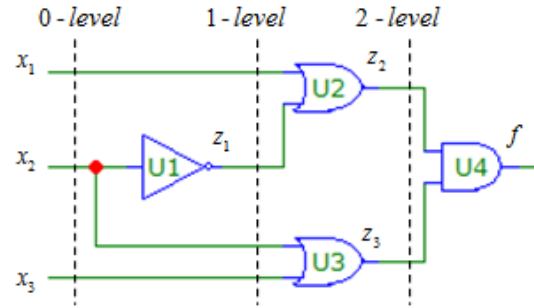 0 - level 1 - level 2 - level
x₁
U2
z₂
x₂
U1
z₁
U4
f
U3
z₃
x₃